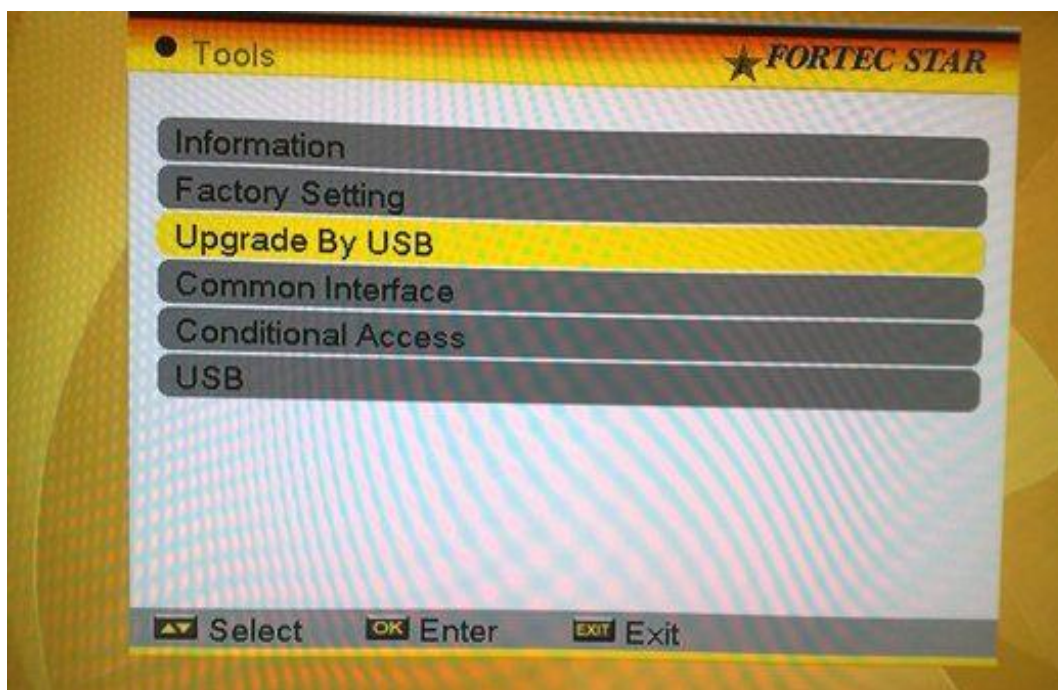 Tools
FORTEC STAR
Information
Factory Setting
Upgrade By USB
Common Interface
Conditional Access
USB
Select OK Enter EXIT Exit